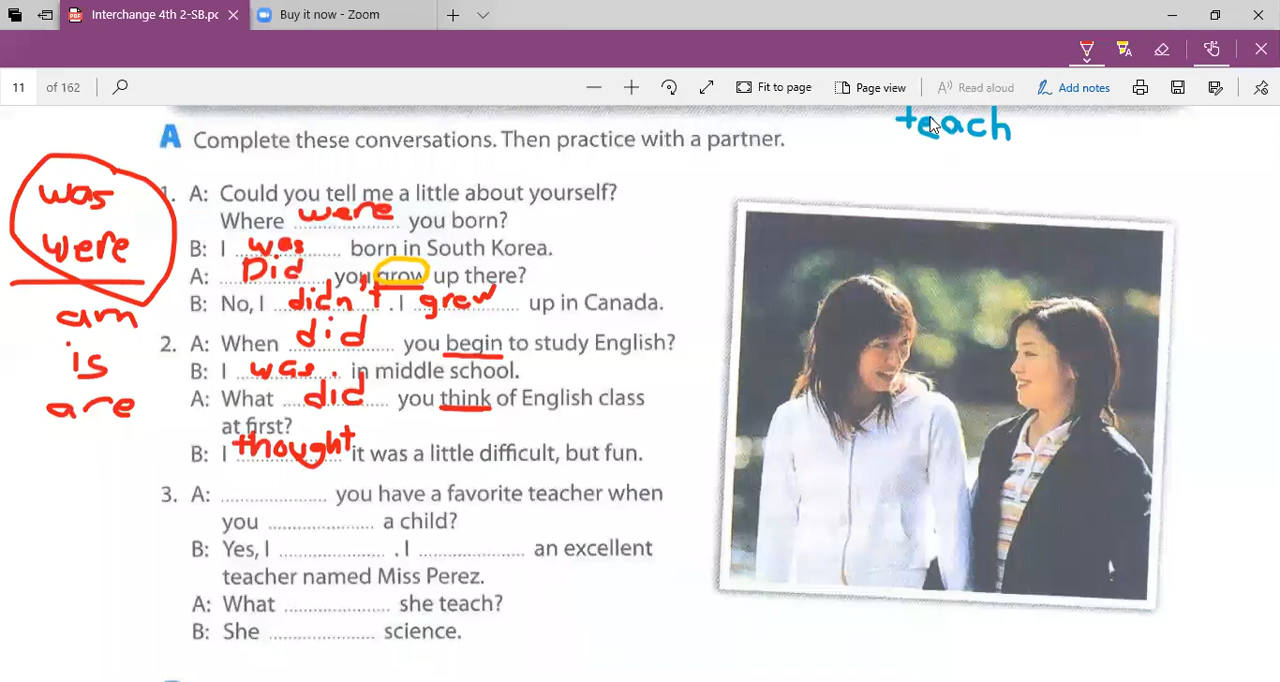 Interchange 4th 2-SB.pc
Buy it now - Zoom
11 of 162
Fit to page
Page view
Read aloud
Add notes
teach
A Complete these conversations. Then practice with a partner.
was
were
am
is
are
1. A: Could you tell me a little about yourself?
Where were you born?
B: I was born in South Korea.
A: Did you grow up there?
B: No, I didn't. I grew up in Canada.
2. A: When did you begin to study English?
B: I was in middle school.
A: What did you think of English class
at first?
B: I thought it was a little difficult, but fun.
3. A: ........................ you have a favorite teacher when
you ........................ a child?
B: Yes, I ........................ . I ........................ an excellent
teacher named Miss Perez.
A: What ........................ she teach?
B: She ........................ science.